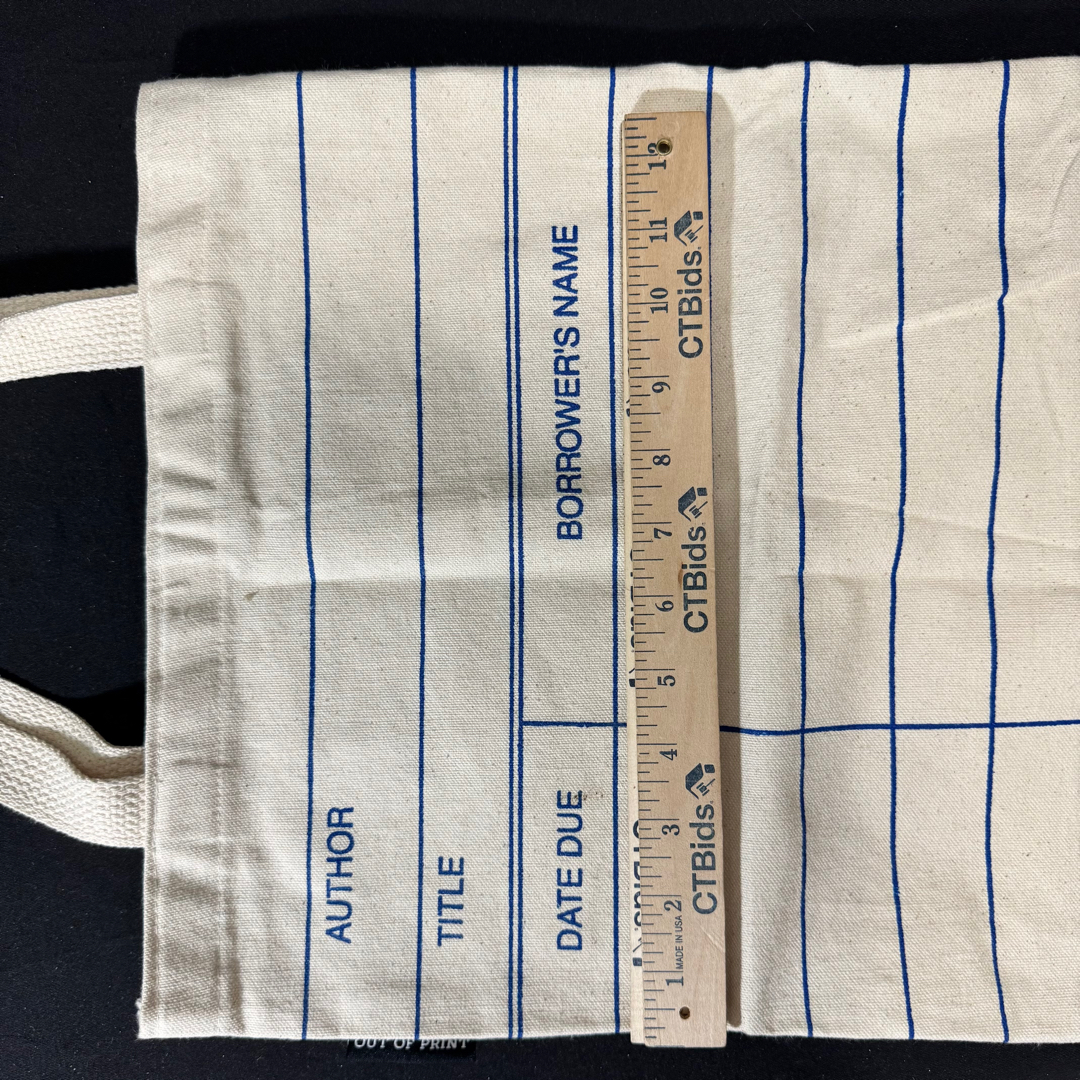 AUTHOR
TITLE
DATE DUE BORROWER'S NAME
1 2 3 4 5 6 7 8 9 10 11 12
MADE IN USA
CTBids. CTBids. CTBids.
OUT OF PRINT